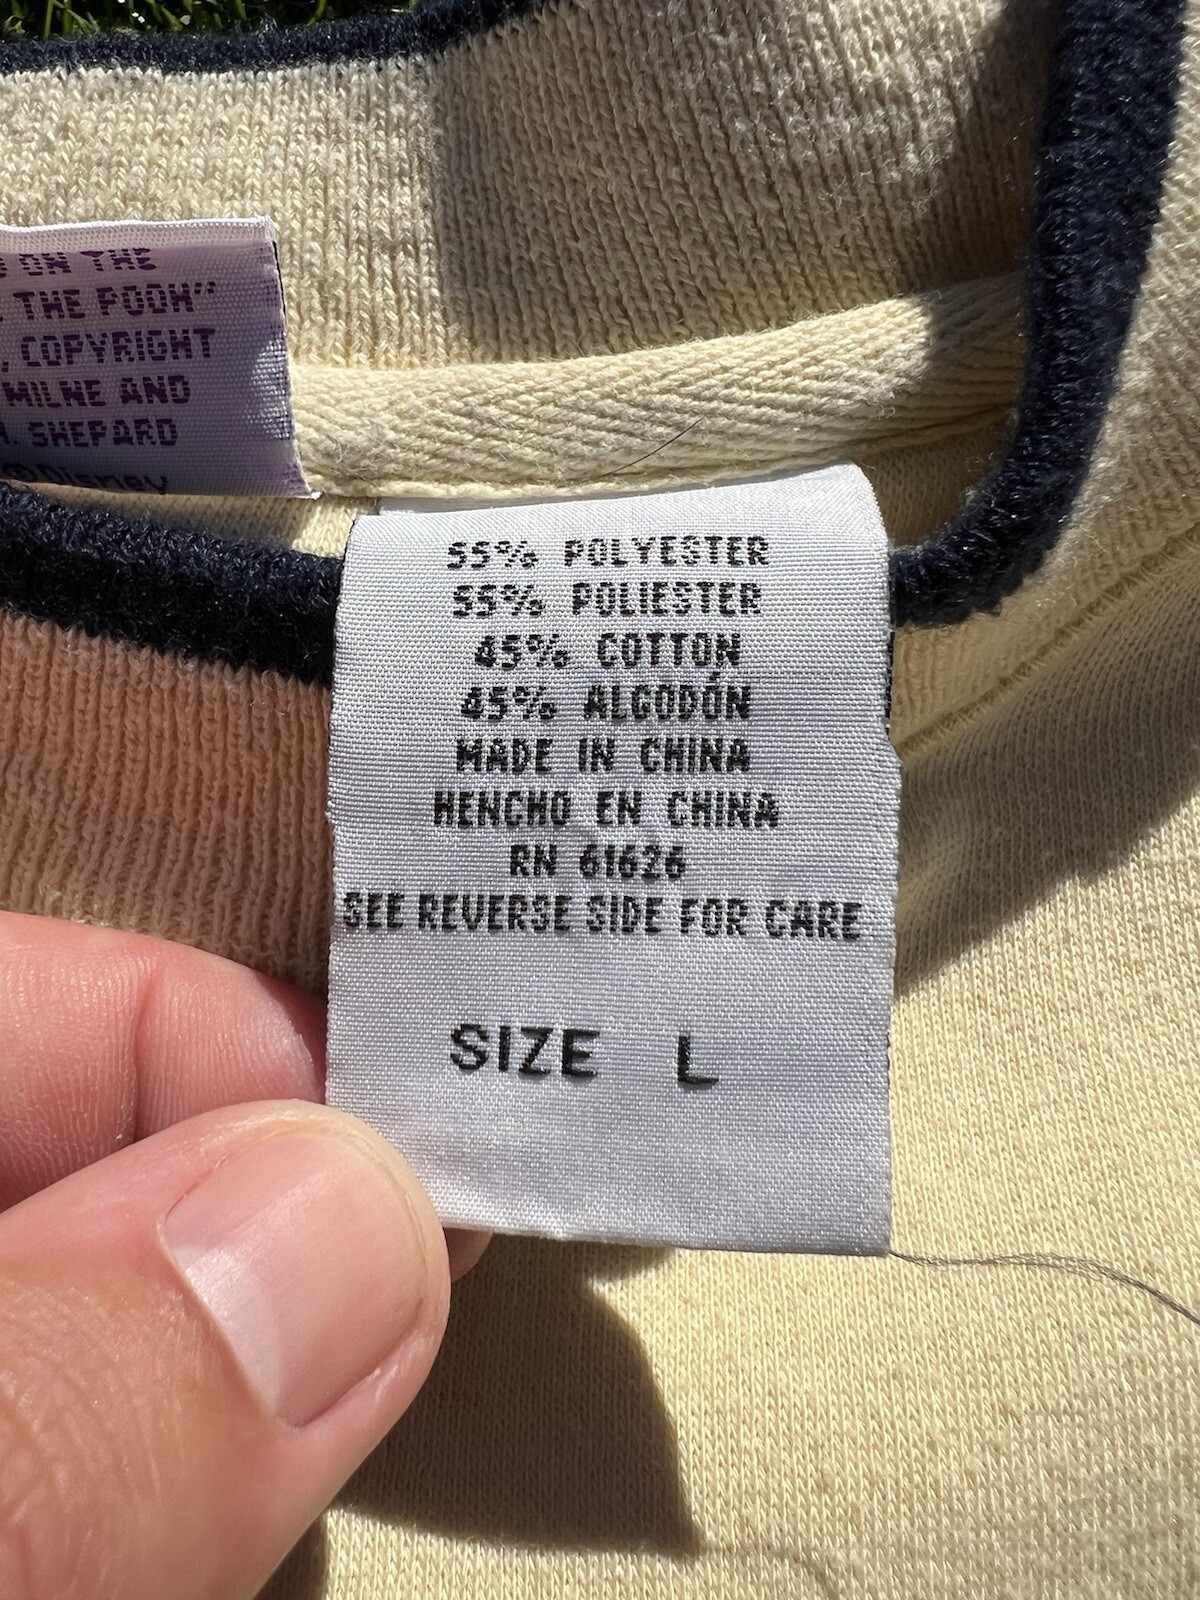 ON THE
THE POOH"
, COPYRIGHT
MILNE AND
H. SHEPARD
©Disney
55% POLYESTER
55% POLIESTER
45% COTTON
45% ALGODÓN
MADE IN CHINA
HENCHO EN CHINA
RN 61626
SEE REVERSE SIDE FOR CARE
SIZE L